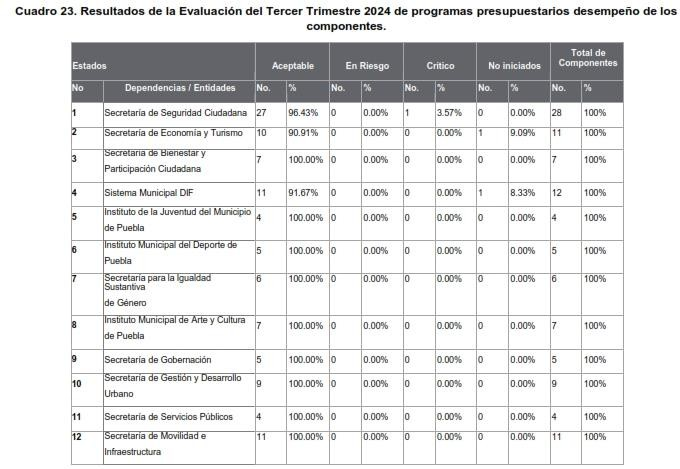 Cuadro 23. Resultados de la Evaluación del Tercer Trimestre 2024 de programas presupuestarios desempeño de los
componentes.
Estados Aceptable En Riesgo Crítico No iniciados Total de Componentes
No Dependencias / Entidades No. % No. % No. % No. % No. %
1 Secretaría de Seguridad Ciudadana 27 96.43% 0 0.00% 1 3.57% 0 0.00% 28 100%
2 Secretaría de Economía y Turismo 10 90.91% 0 0.00% 0 0.00% 1 9.09% 11 100%
3 Secretaría de Bienestar y
Participación Ciudadana 7 100.00% 0 0.00% 0 0.00% 0 0.00% 7 100%
4 Sistema Municipal DIF 11 91.67% 0 0.00% 0 0.00% 1 8.33% 12 100%
5 Instituto de la Juventud del Municipio
de Puebla 4 100.00% 0 0.00% 0 0.00% 0 0.00% 4 100%
6 Instituto Municipal del Deporte de
Puebla 5 100.00% 0 0.00% 0 0.00% 0 0.00% 5 100%
7 Secretaría para la Igualdad
Sustantiva 6 100.00% 0 0.00% 0 0.00% 0 0.00% 6 100%
de Género
8 Instituto Municipal de Arte y Cultura
de Puebla 7 100.00% 0 0.00% 0 0.00% 0 0.00% 7 100%
9 Secretaría de Gobernación 5 100.00% 0 0.00% 0 0.00% 0 0.00% 5 100%
10 Secretaría de Gestión y Desarrollo
Urbano 9 100.00% 0 0.00% 0 0.00% 0 0.00% 9 100%
11 Secretaría de Servicios Públicos 4 100.00% 0 0.00% 0 0.00% 0 0.00% 4 100%
12 Secretaría de Movilidad e 11 100.00% 0 0.00% 0 0.00% 0 0.00% 11 100%
Infraestructura